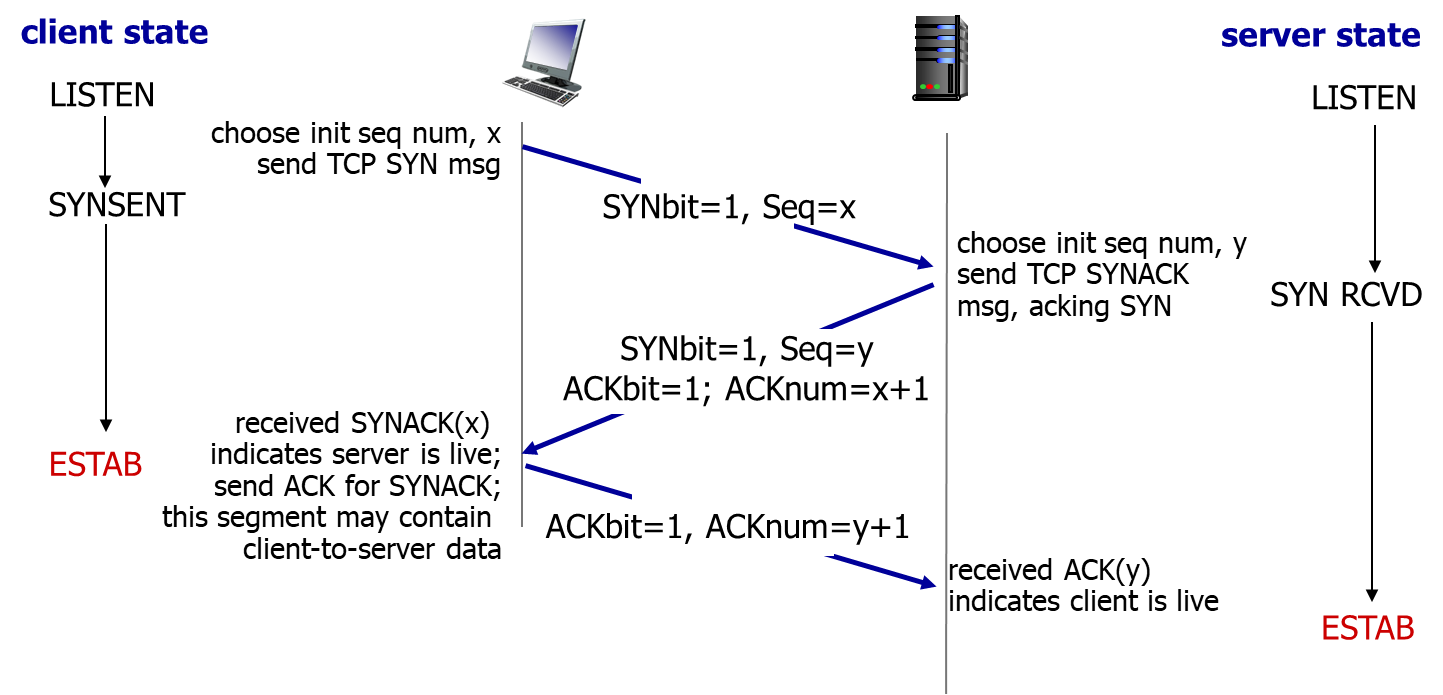 client state
server state
LISTEN
LISTEN
choose init seq num, x
send TCP SYN msg
SYNSENT
SYNbit=1, Seq=x
choose init seq num, y
send TCP SYNACK
msg, acking SYN
SYN RCVD
SYNbit=1, Seq=y
ACKbit=1; ACKnum=x+1
received SYNACK(x)
indicates server is live;
send ACK for SYNACK;
this segment may contain
client-to-server data
ESTAB
ACKbit=1, ACKnum=y+1
received ACK(y)
indicates client is live
ESTAB